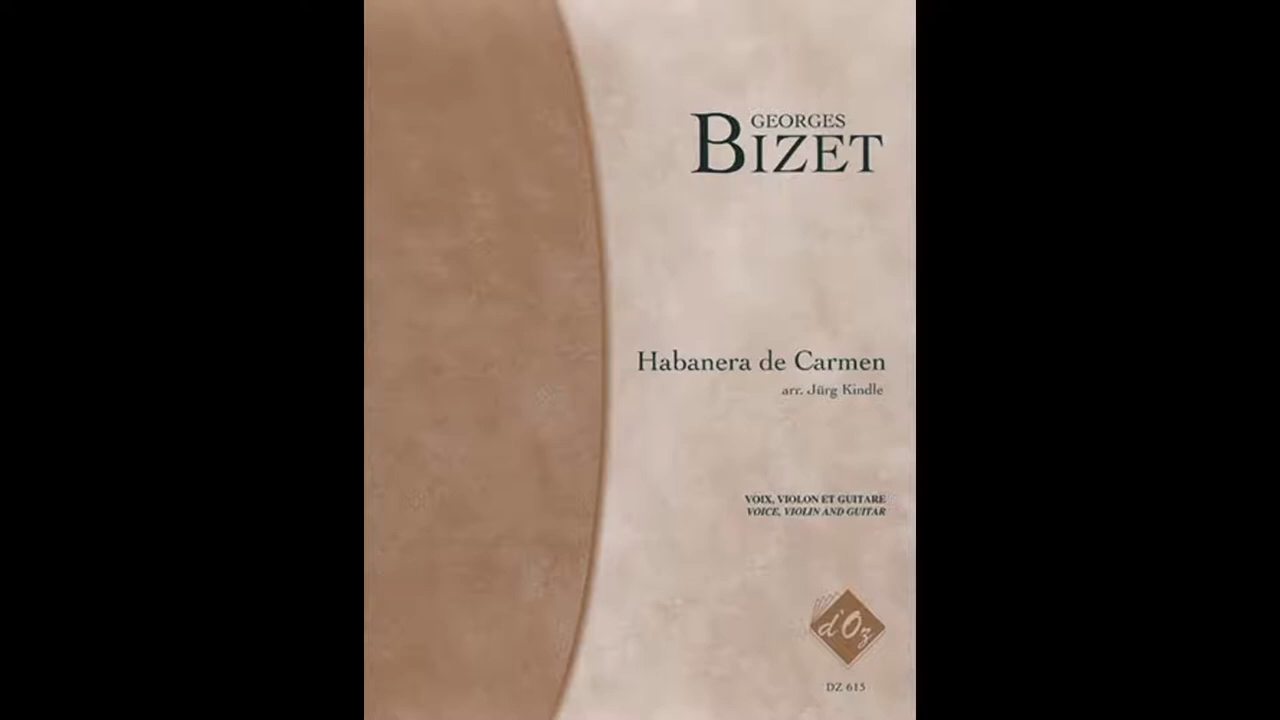 GEORGES
BIZET
Habanera de Carmen
arr. Jürg Kindle
VOIX, VIOLON ET GUITARE
VOICE, VIOLIN AND GUITAR
d'Oz
DZ 615